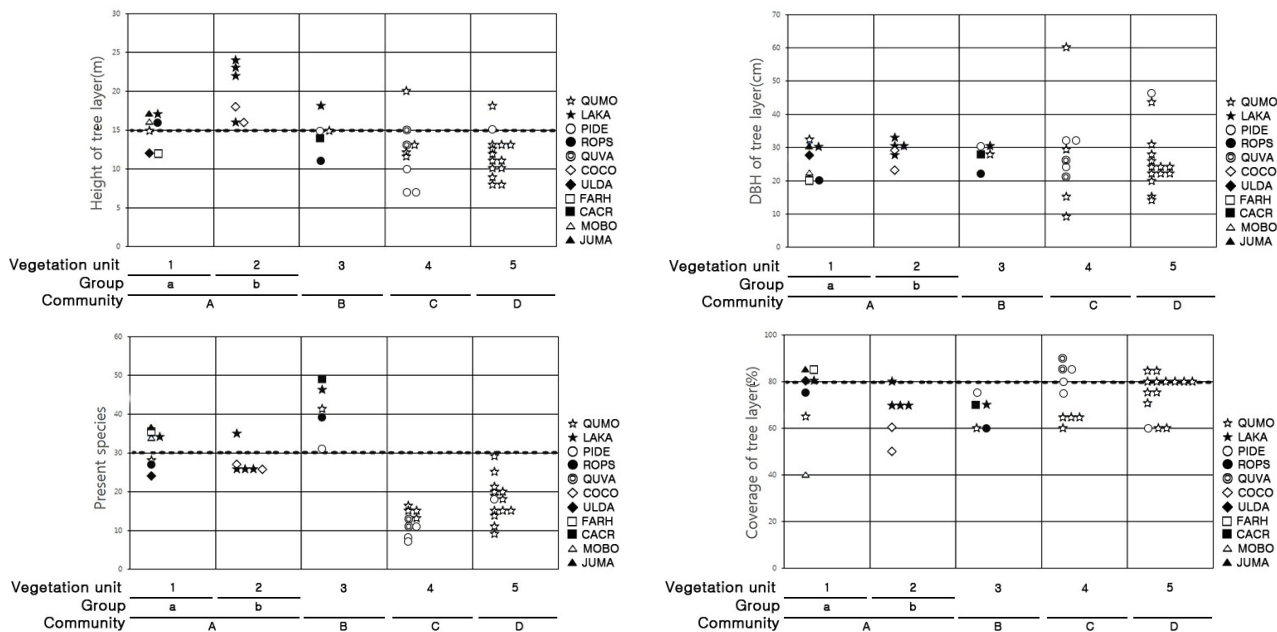 Height of tree layer(m)
30
25
20
15
10
5
0
QUMO
LAKA
PIDE
ROPS
QUVA
COCO
ULDA
FARH
CACR
MOBO
JUMA
Vegetation unit 1 2 3 4 5
Group a b
Community A B C D
DBH of tree layer(cm)
70
60
50
40
30
20
10
0
QUMO
LAKA
PIDE
ROPS
QUVA
COCO
ULDA
FARH
CACR
MOBO
JUMA
Vegetation unit 1 2 3 4 5
Group a b
Community A B C D
Present species
60
50
40
30
20
10
0
QUMO
LAKA
PIDE
ROPS
QUVA
COCO
ULDA
FARH
CACR
MOBO
JUMA
Vegetation unit 1 2 3 4 5
Group a b
Community A B C D
Coverage of tree layer(%)
100
80
60
40
20
0
QUMO
LAKA
PIDE
ROPS
QUVA
COCO
ULDA
FARH
CACR
MOBO
JUMA
Vegetation unit 1 2 3 4 5
Group a b
Community A B C D